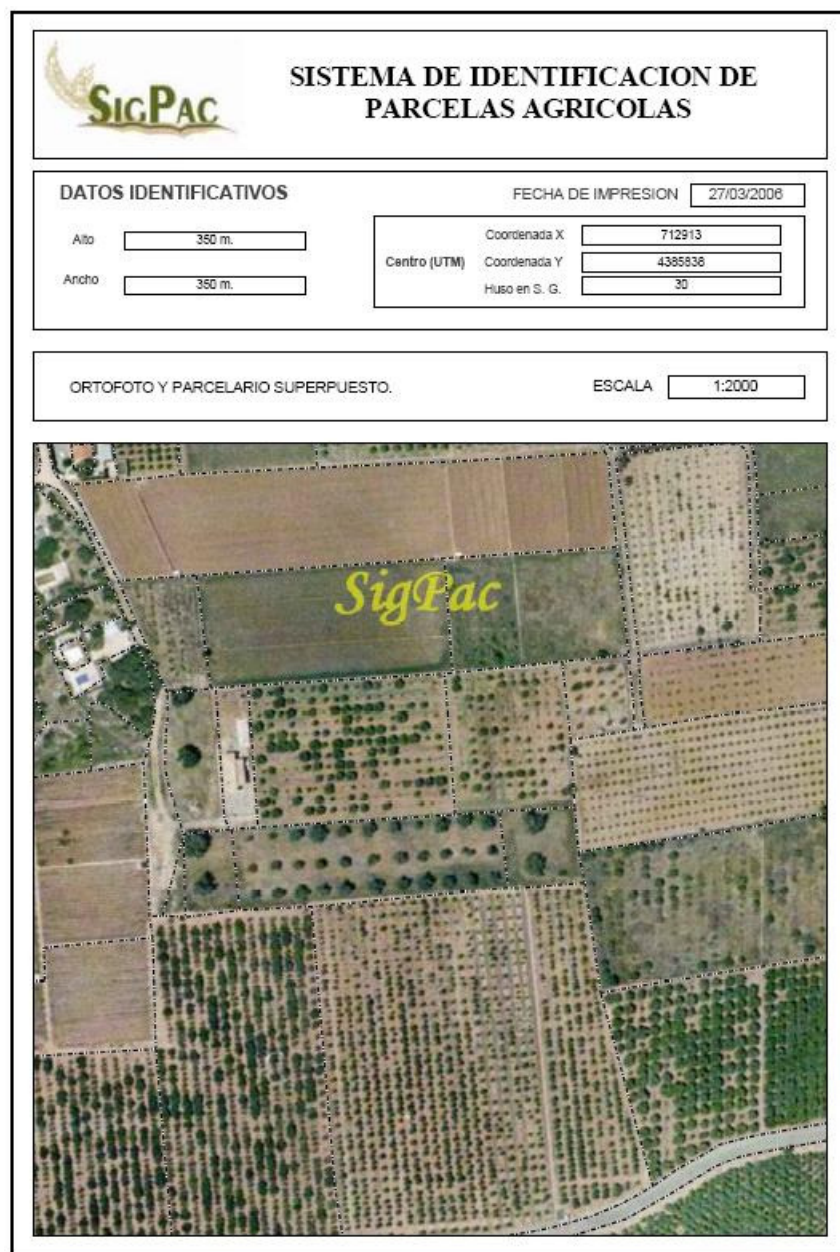 SIGPAC
SISTEMA DE IDENTIFICACION DE
PARCELAS AGRICOLAS
DATOS IDENTIFICATIVOS
FECHA DE IMPRESION 27/03/2006
Alto 350 m.
Ancho 350 m.
Centro (UTM)
Coordenada X 712913
Coordenada Y 4385838
Huso en S. G. 30
ORTOFOTO Y PARCELARIO SUPERPUESTO.
ESCALA 1:2000
SigPac